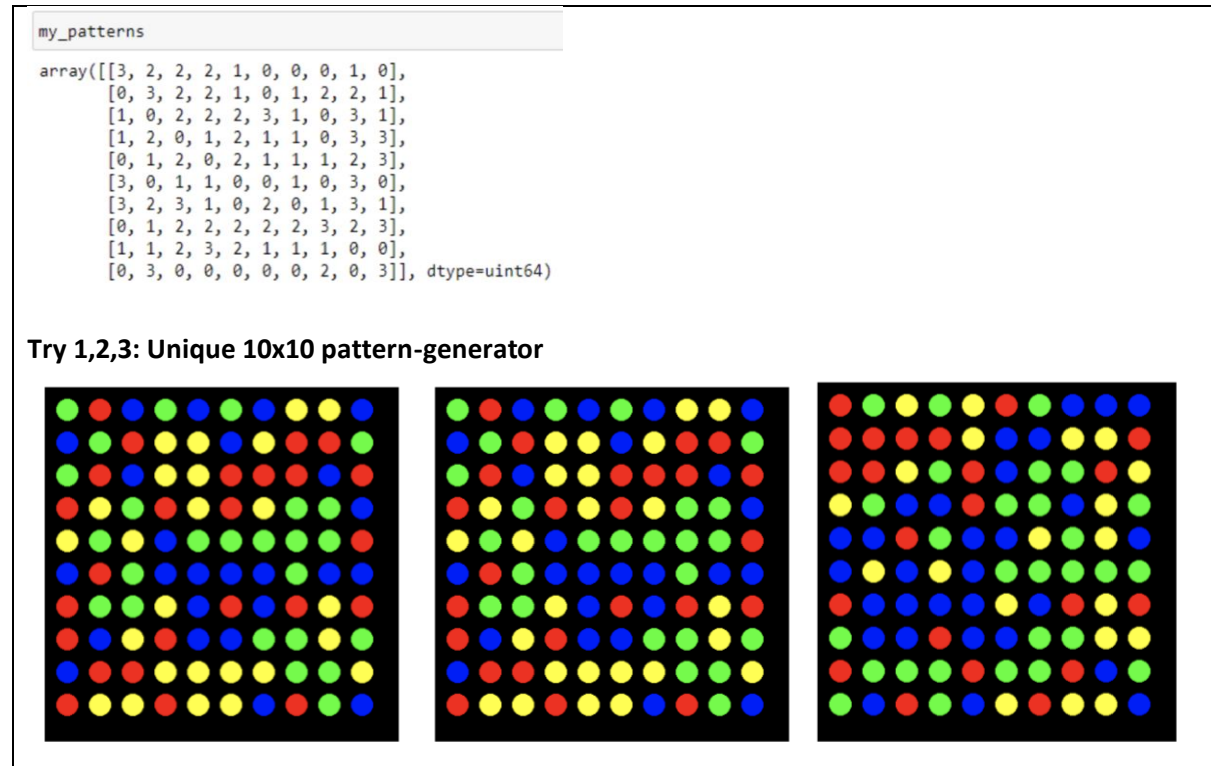 my_patterns
array([[3, 2, 2, 2, 1, 0, 0, 0, 1, 0],
[0, 3, 2, 2, 1, 0, 1, 2, 2, 1],
[1, 0, 2, 2, 2, 3, 1, 0, 3, 1],
[1, 2, 0, 1, 2, 1, 1, 0, 3, 3],
[0, 1, 2, 0, 2, 1, 1, 1, 2, 3],
[3, 0, 1, 1, 0, 0, 1, 0, 3, 0],
[3, 2, 3, 1, 0, 2, 0, 1, 3, 1],
[0, 1, 2, 2, 2, 2, 2, 3, 2, 3],
[1, 1, 2, 3, 2, 1, 1, 1, 0, 0],
[0, 3, 0, 0, 0, 0, 0, 2, 0, 3]], dtype=uint64)
Try 1,2,3: Unique 10x10 pattern-generator